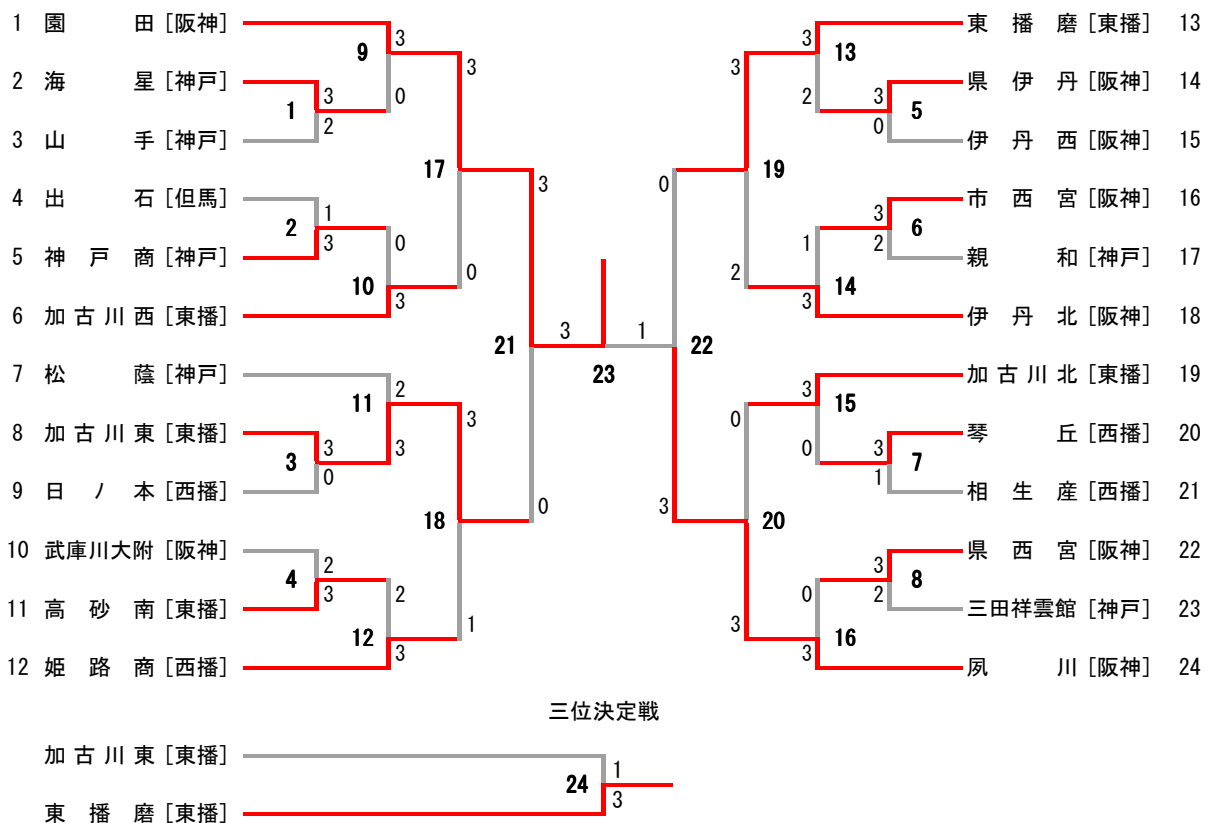 1 園田 [阪神] 3 3 東播磨 [東播] 13
9 3 3 13
2 海星 [神戸] 3 0 2 3 県伊丹 [阪神] 14
1 5
3 山手 [神戸] 2 0 伊丹西 [阪神] 15
17 3 0 19
4 出石 [但馬] 1 3 市西宮 [阪神] 16
2 6
5 神戸商 [神戸] 3 0 1 2 親和 [神戸] 17
10 0 2 14
6 加古川西 [東播] 3 3 伊丹北 [阪神] 18
21 3 1 22
23
7 松蔭 [神戸] 2 3 加古川北 [東播] 19
11 3 0 15
8 加古川東 [東播] 3 3 0 3 琴丘 [西播] 20
3 7
9 日ノ本 [西播] 0 1 相生産 [西播] 21
18 0 3 20
10 武庫川大附 [阪神] 2 3 県西宮 [阪神] 22
4 8
11 高砂南 [東播] 3 2 0 2 三田祥雲館 [神戸] 23
12 1 3 16
12 姫路商 [西播] 3 3 夙川 [阪神] 24
三位決定戦
加古川東 [東播] 1
24
東播磨 [東播] 3